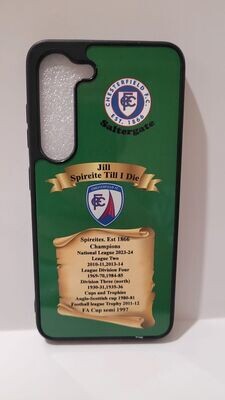 CHESTERFIELD F.C.
EST. 1866
Saltergate
Jill
Spireite Till I Die
CHESTERFIELD FC
Spireites. Est 1866
Champions
National League 2023-24
League Two
2010-11,2013-14
League Division Four
1969-70,1984-85
Division Three (north)
1930-31,1935-36
Cups and Trophies
Anglo-Scottish cup 1980-81
Football league Trophy 2011-12
FA Cup semi 1997